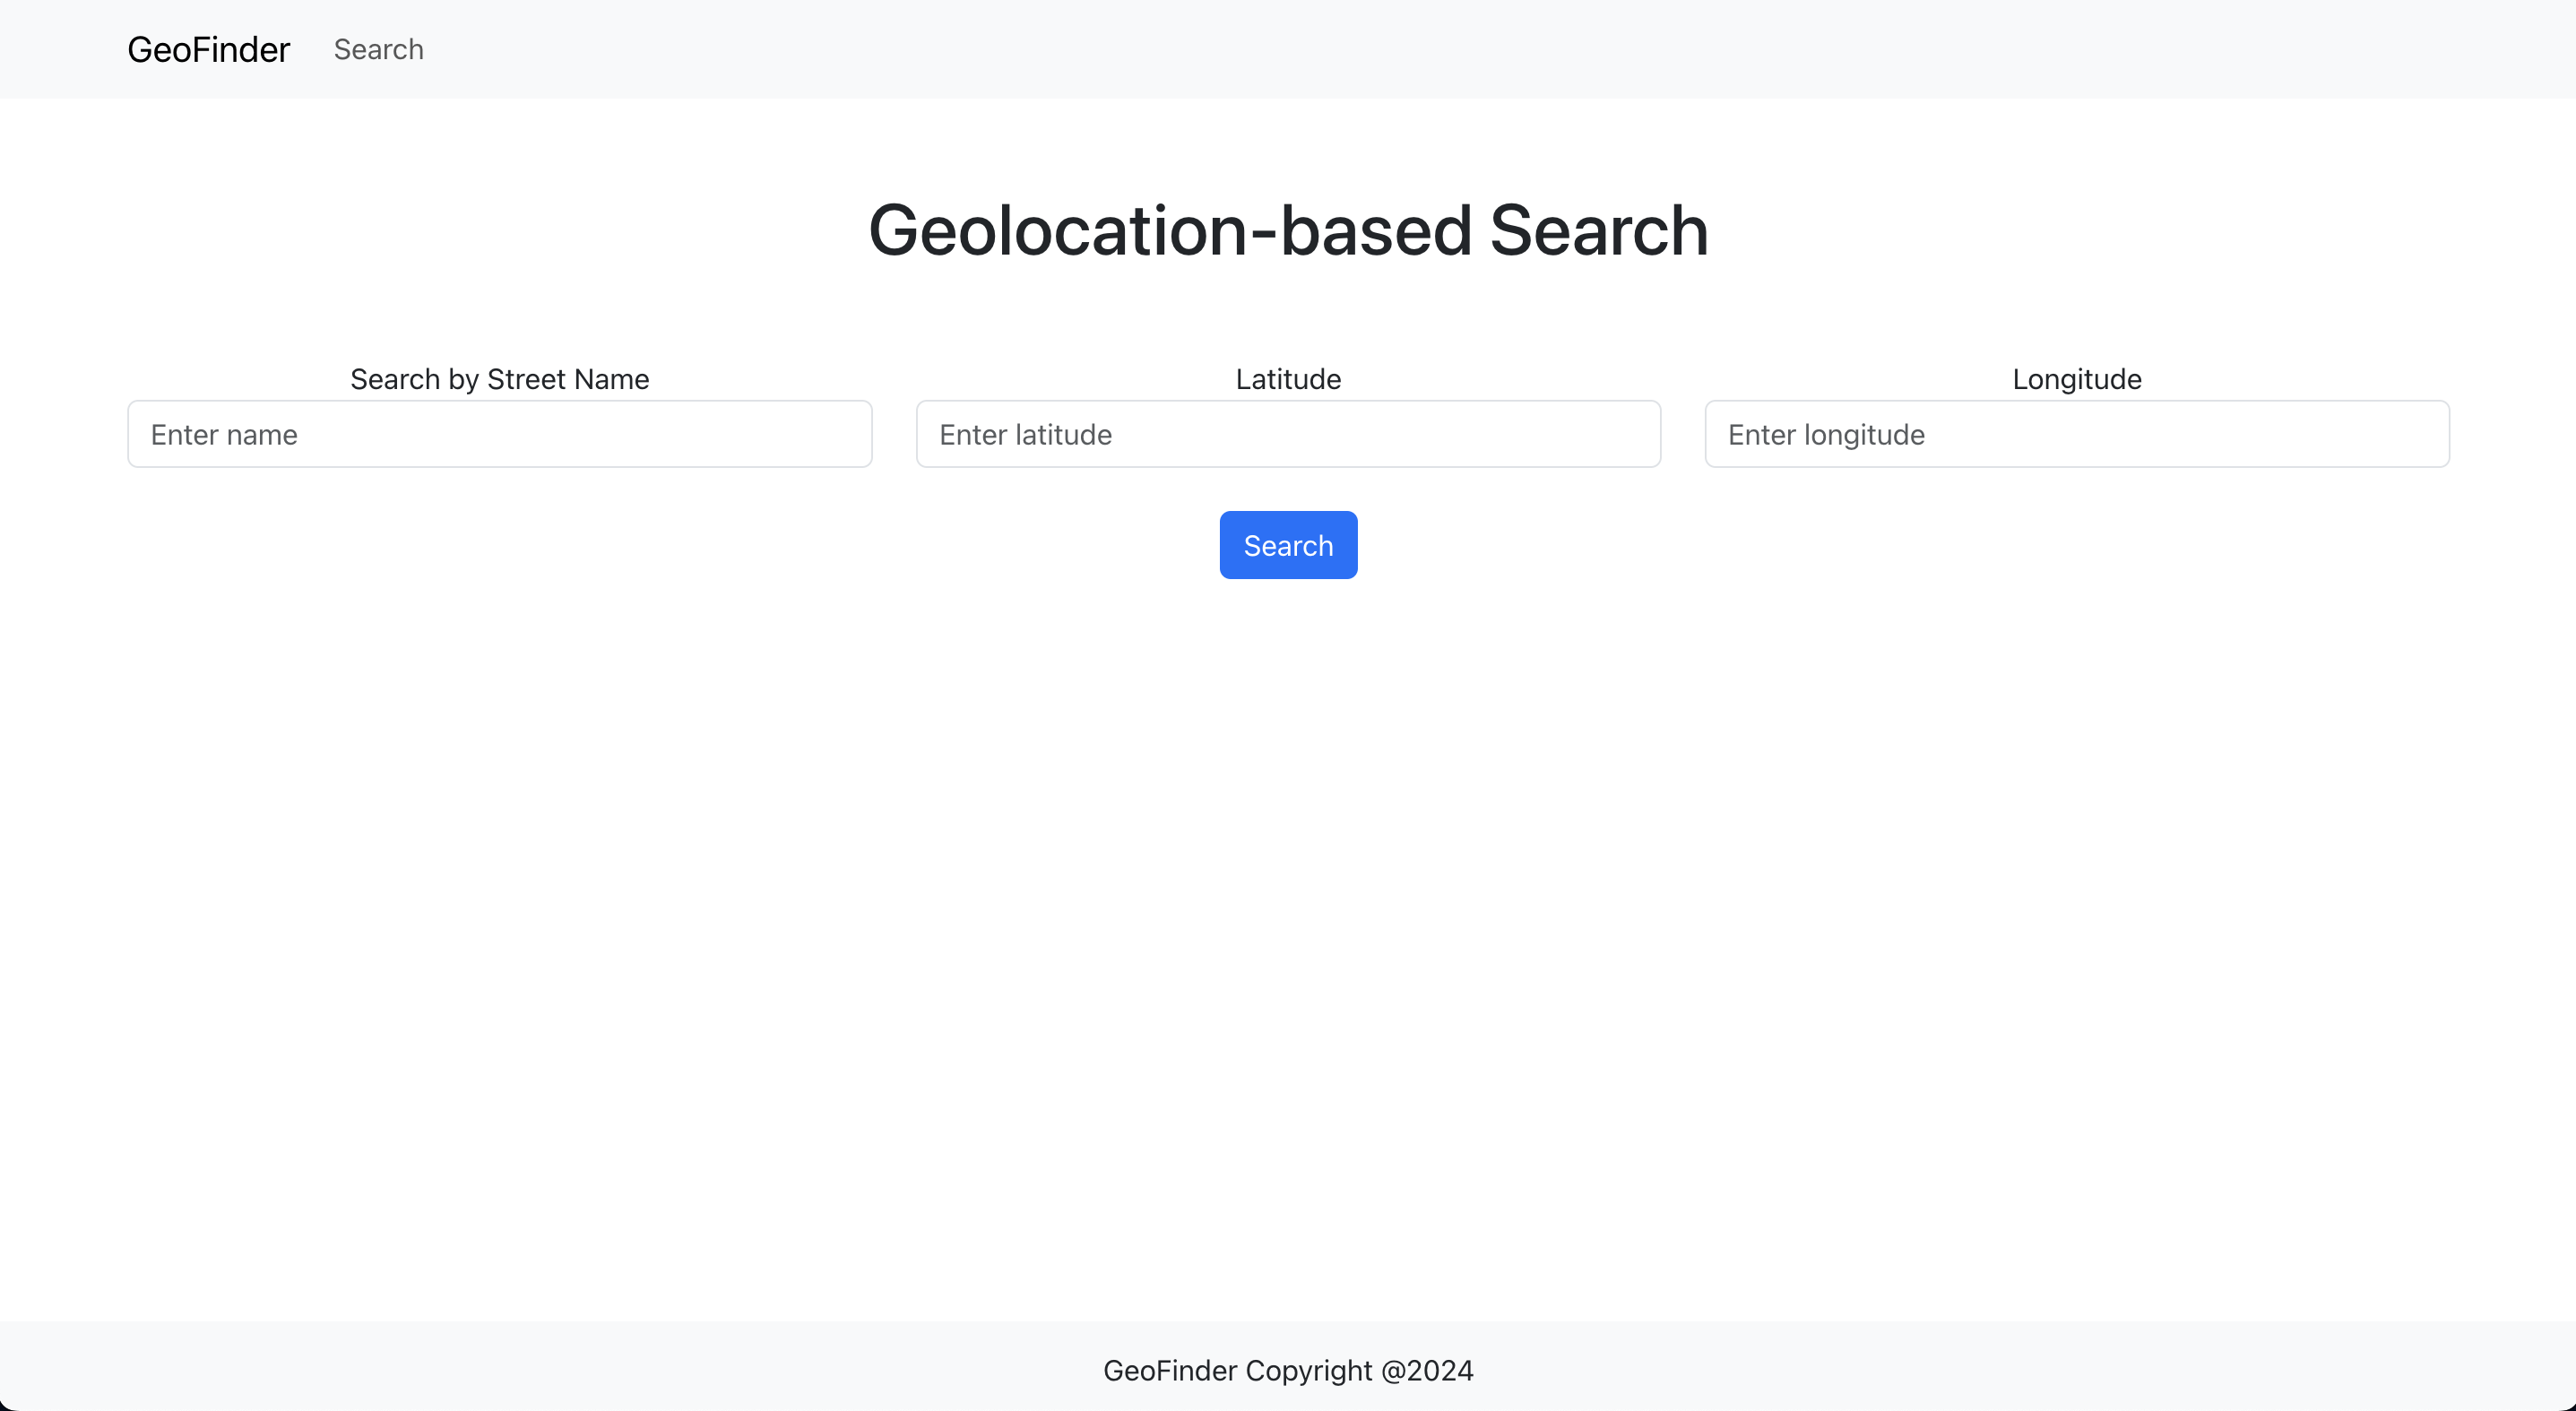 GeoFinder Search
Geolocation-based Search
Search by Street Name Latitude Longitude
Enter name Enter latitude Enter longitude
Search
GeoFinder Copyright @2024